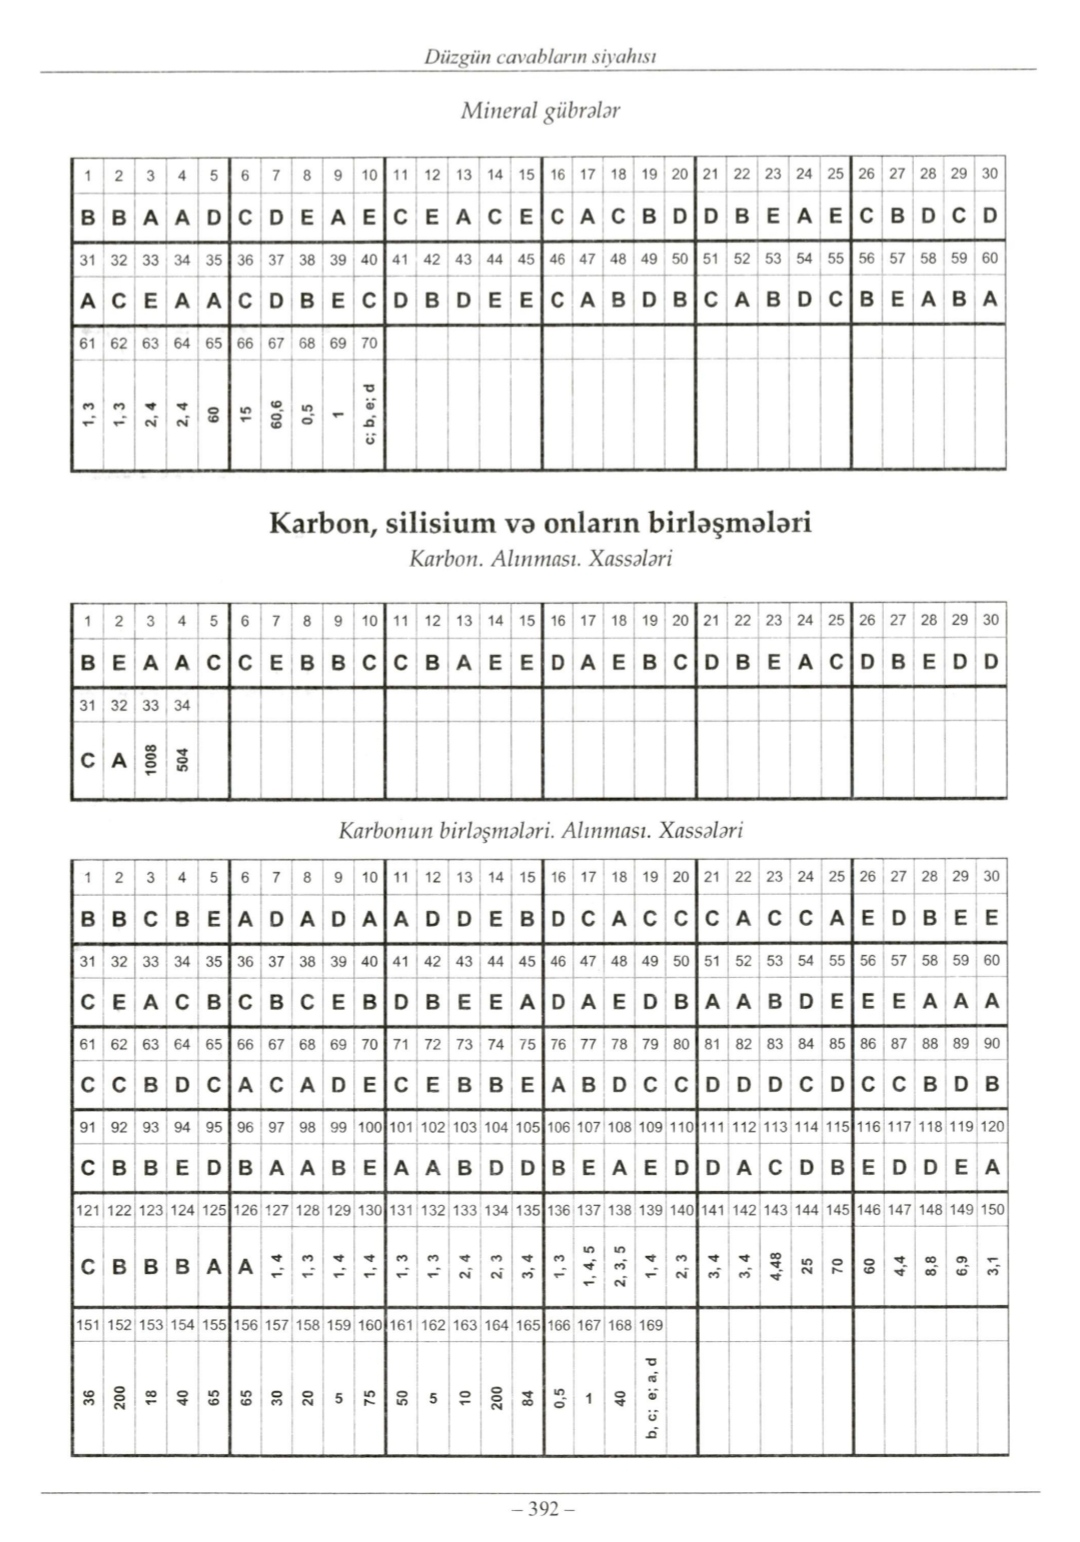 Düzgün cavabların siyahısı
Mineral gübrələr
1 2 3 4 5 6 7 8 9 10 11 12 13 14 15 16 17 18 19 20 21 22 23 24 25 26 27 28 29 30
B B A A D C D E A E C E A C E C A C B D D B E A E C B D C D
31 32 33 34 35 36 37 38 39 40 41 42 43 44 45 46 47 48 49 50 51 52 53 54 55 56 57 58 59 60
A C E A A C D B E C D B D E E C A B D B C A B D C B E A B A
61 62 63 64 65 66 67 68 69 70
1, 3 1, 3 2, 4 2, 4 60 15 60,6 0,5 1 c; b, e; d
Karbon, silisium və onların birləşmələri
Karbon. Alınması. Xassələri
1 2 3 4 5 6 7 8 9 10 11 12 13 14 15 16 17 18 19 20 21 22 23 24 25 26 27 28 29 30
B E A A C C E B B C C B A E E D A E B C D B E A C D B E D D
31 32 33 34
C A 1008 504
Karbonun birləşmələri. Alınması. Xassələri
1 2 3 4 5 6 7 8 9 10 11 12 13 14 15 16 17 18 19 20 21 22 23 24 25 26 27 28 29 30
B B C B E A D A D A A D D E B D C A C C C A C C A E D B E E
31 32 33 34 35 36 37 38 39 40 41 42 43 44 45 46 47 48 49 50 51 52 53 54 55 56 57 58 59 60
C E A C B C B C E B D B E E A D A E D B A A B D E E E A A A
61 62 63 64 65 66 67 68 69 70 71 72 73 74 75 76 77 78 79 80 81 82 83 84 85 86 87 88 89 90
C C B D C A C A D E C E B B E A B D C C D D D C D C C B D B
91 92 93 94 95 96 97 98 99 100 101 102 103 104 105 106 107 108 109 110 111 112 113 114 115 116 117 118 119 120
C B B E D B A A B E A A B D D B E A E D D A C D B E D D E A
121 122 123 124 125 126 127 128 129 130 131 132 133 134 135 136 137 138 139 140 141 142 143 144 145 146 147 148 149 150
C B B B A A 1, 4 1, 3 1, 4 1, 4 1, 3 1, 3 2, 4 2, 3 3, 4 1, 3 1, 4, 5 2, 3, 5 1, 4 2, 3 3, 4 3, 4 4,48 25 70 60 4,4 8,8 6,9 3,1
151 152 153 154 155 156 157 158 159 160 161 162 163 164 165 166 167 168 169
36 200 18 40 65 65 30 20 5 75 50 5 10 200 84 0,5 1 40 b, c; e; a, d
– 392 –